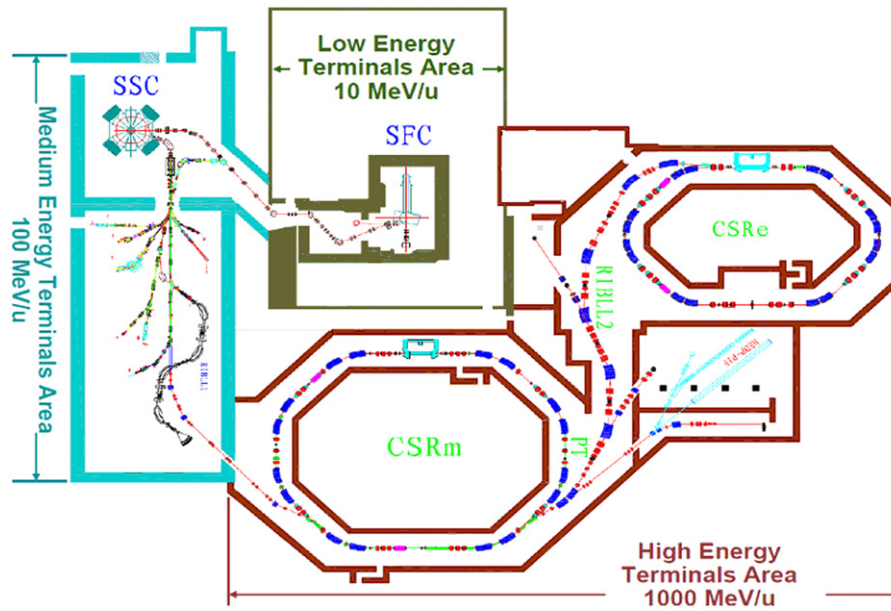 Low Energy
Terminals Area
10 MeV/u
SSC
SFC
Medium Energy Terminals Area
100 MeV/u
CSRe
RIBLL2
RIBLL1
CSRm
PT
High Energy
Terminals Area
1000 MeV/u